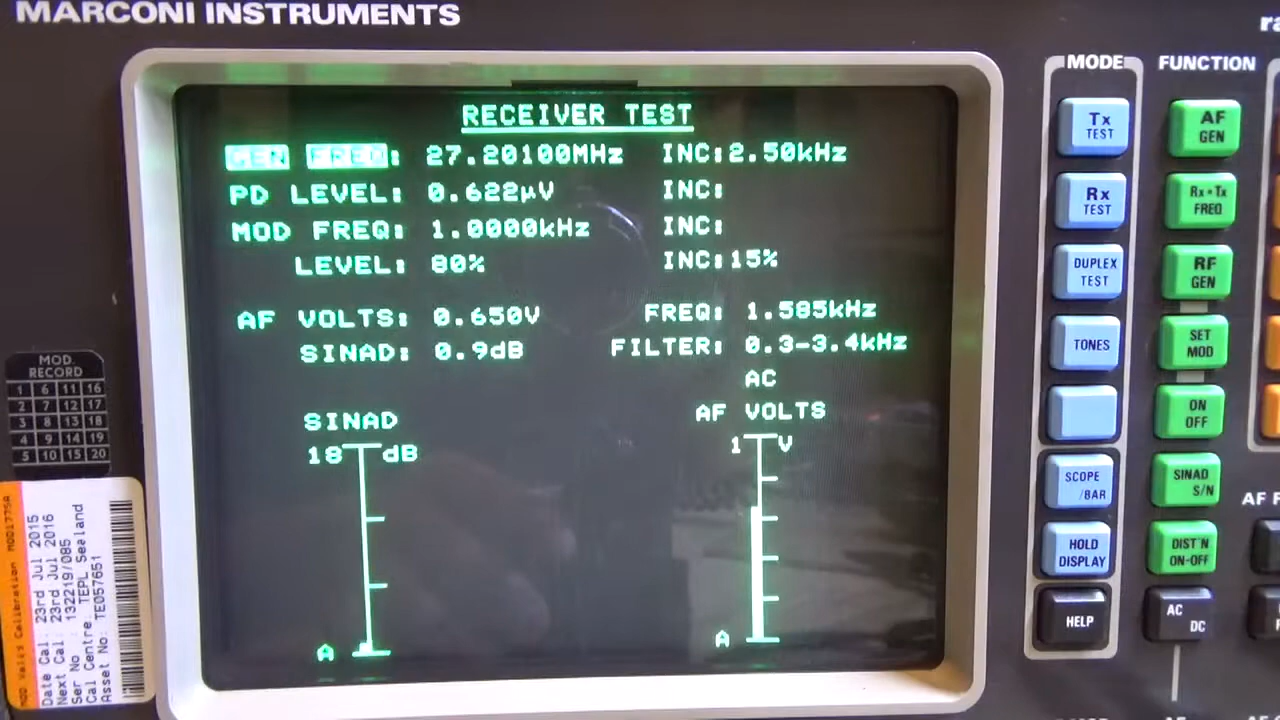 MARCONI INSTRUMENTS
RECEIVER TEST
GEN FREQ: 27.20100MHz INC:2.50kHz
PD LEVEL: 0.622µV INC:
MOD FREQ: 1.0000kHz INC:
LEVEL: 80% INC:15%
AF VOLTS: 0.650V FREQ: 1.585kHz
SINAD: 0.9dB FILTER: 0.3-3.4kHz
AC
SINAD
18 dB
A
AF VOLTS
1 V
A
MODE
Tx
TEST
Rx
TEST
DUPLEX
TEST
TONES
SCOPE
/BAR
HOLD
DISPLAY
HELP
FUNCTION
AF
GEN
Rx=Tx
FREQ
RF
GEN
SET
MOD
ON
OFF
SINAD
S/N
DIST'N
ON-OFF
AC
DC
AF F
MOD.
RECORD
1 6 11 16
2 7 12 17
3 8 13 18
4 9 14 19
5 10 15 20
MOD Valid Calibration
Date Cal: 23rd Jul 2015
Next Cal: 23rd Jul 2016
Ser No: 132219/085
Cal Centre: TEPL Sealand
Asset No: TE057651